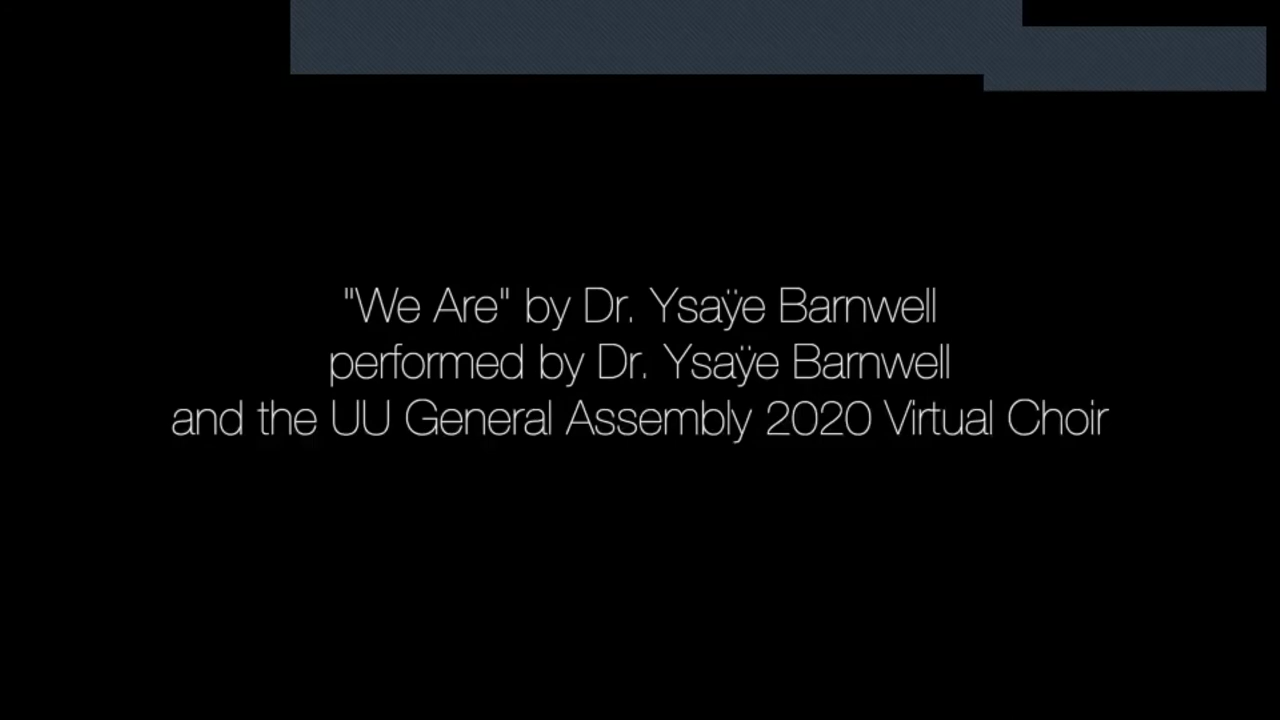 "We Are" by Dr. Ysaÿe Barnwell
performed by Dr. Ysaÿe Barnwell
and the UU General Assembly 2020 Virtual Choir